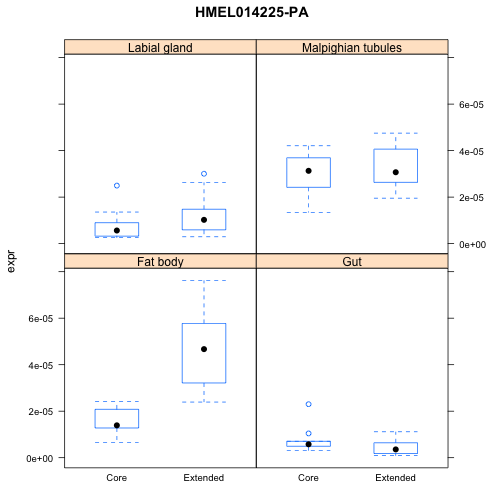 HMEL014225-PA
Labial gland Malpighian tubules
6e-05
4e-05
2e-05
0e+00
expr
Fat body Gut
6e-05
4e-05
2e-05
0e+00
Core Extended Core Extended